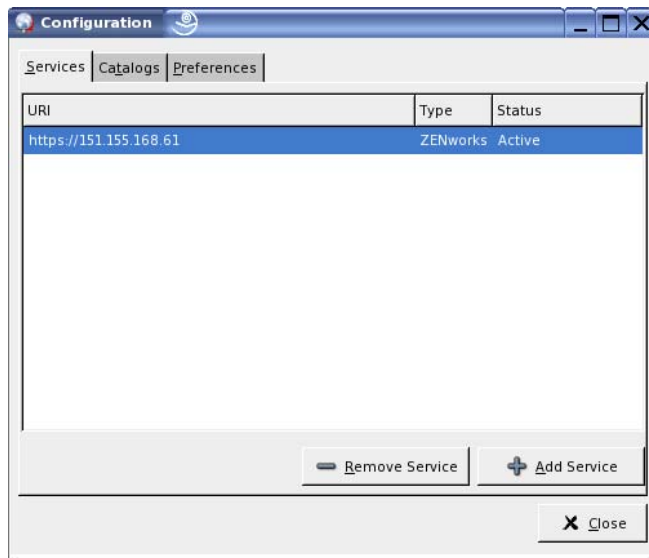 Configuration
Services Catalogs Preferences
URI Type Status
https://151.155.168.61 ZENworks Active
Remove Service Add Service
Close